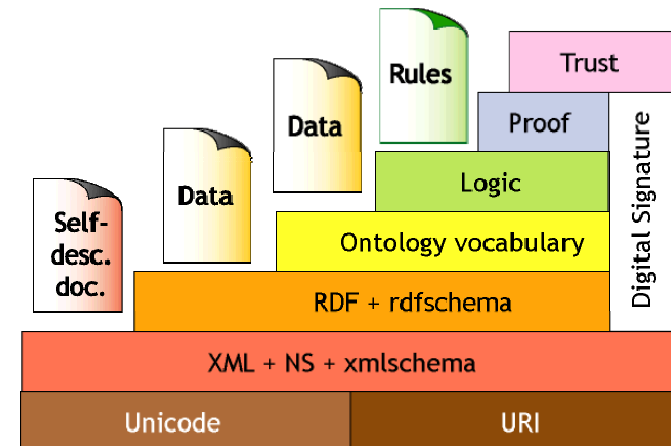 Trust
Rules
Proof
Data
Logic
Data
Self-
desc.
doc.
Ontology vocabulary
Digital Signature
RDF + rdfschema
XML + NS + xmlschema
Unicode
URI